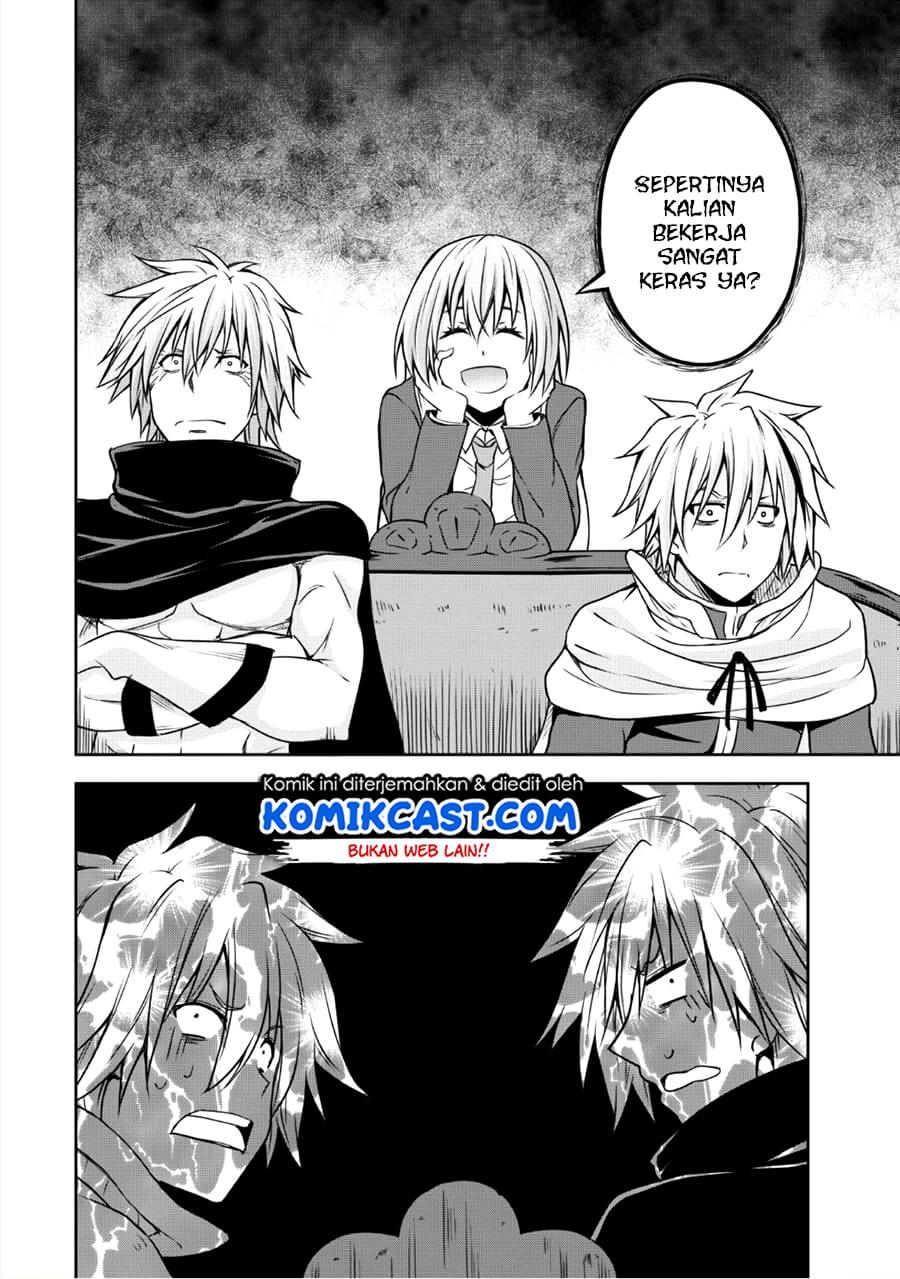 SEPERTINYA
KALIAN
BEKERJA
SANGAT
KERAS YA?
Komik ini diterjemahkan & diedit oleh
KOMIKCAST.COM
BUKAN WEB LAIN!!